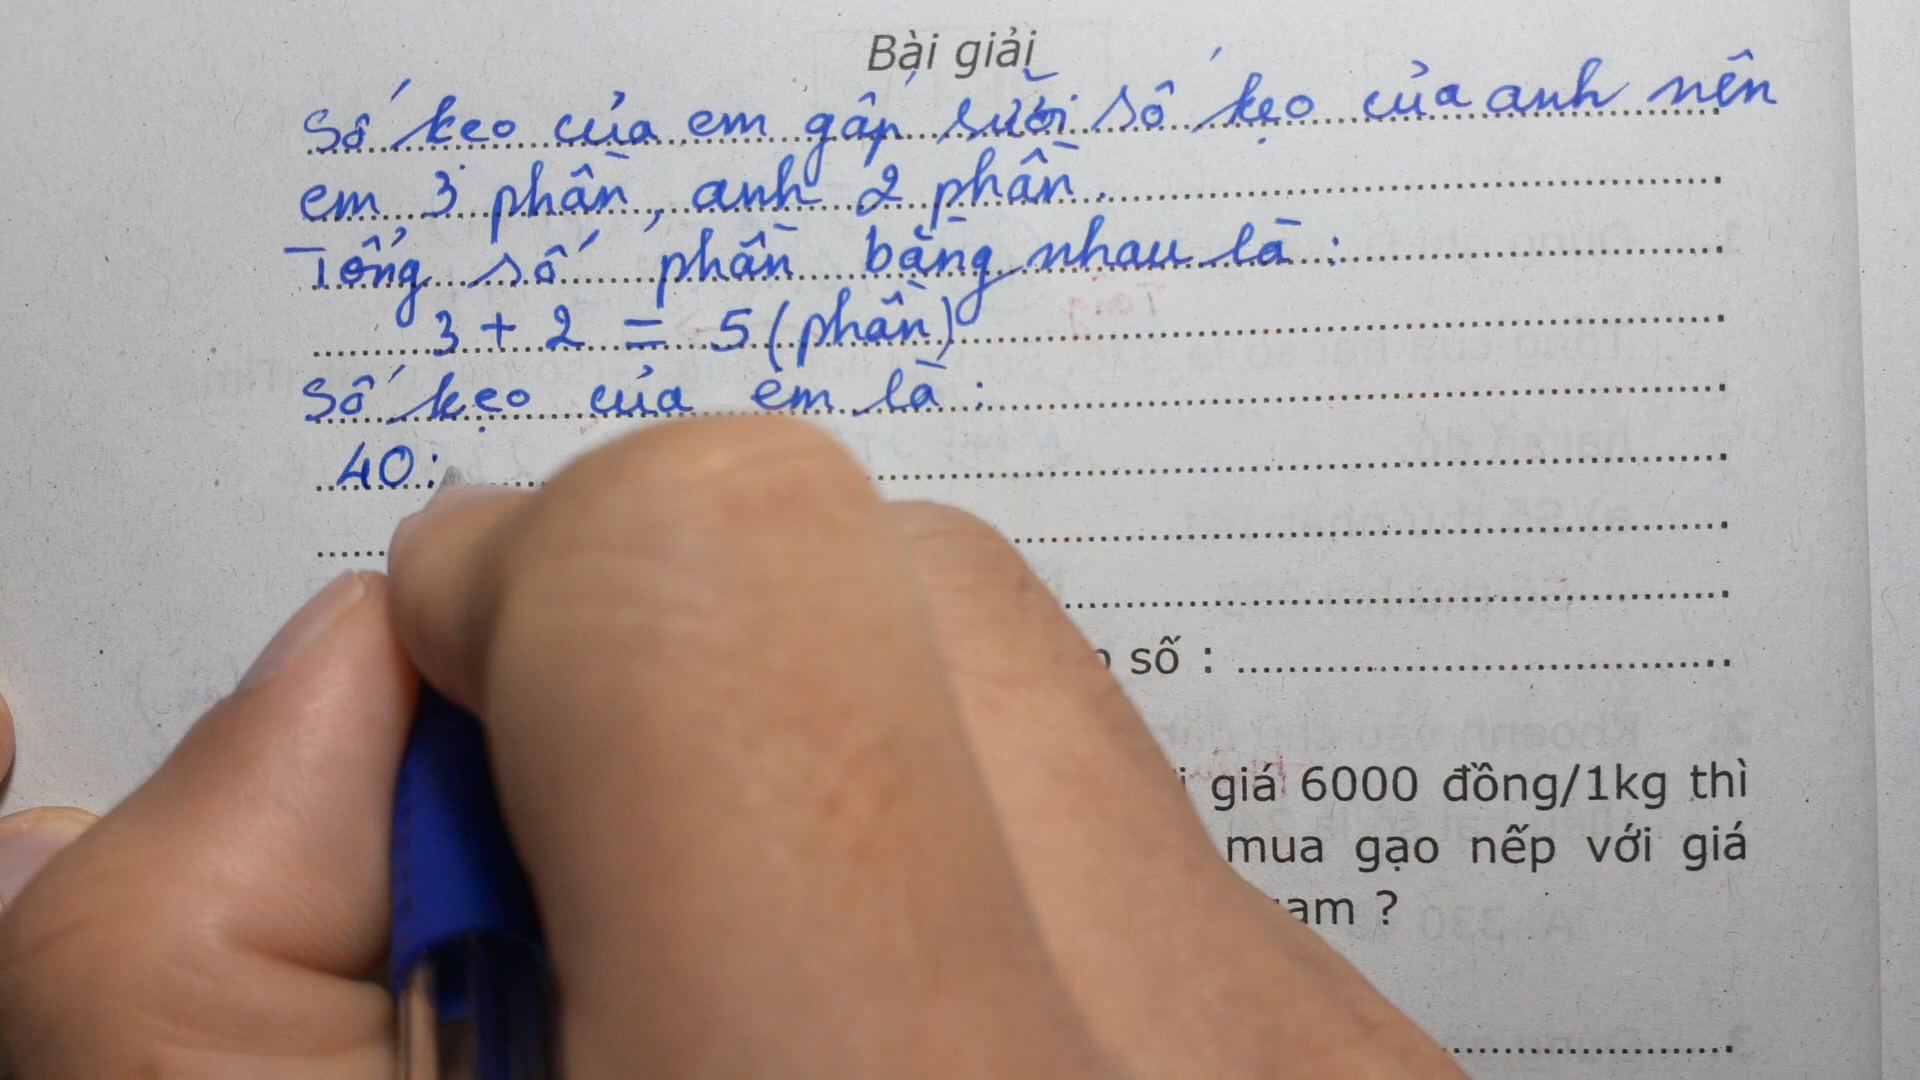 Bài giải
Số kẹo của em gấp rưỡi số kẹo của anh nên
em 3 phần, anh 2 phần.
Tổng số phần bằng nhau là :
3 + 2 = 5 (phần)
Số kẹo của em là :
40 :
số :
giá 6000 đồng/1kg thì
mua gạo nếp với giá
am ?